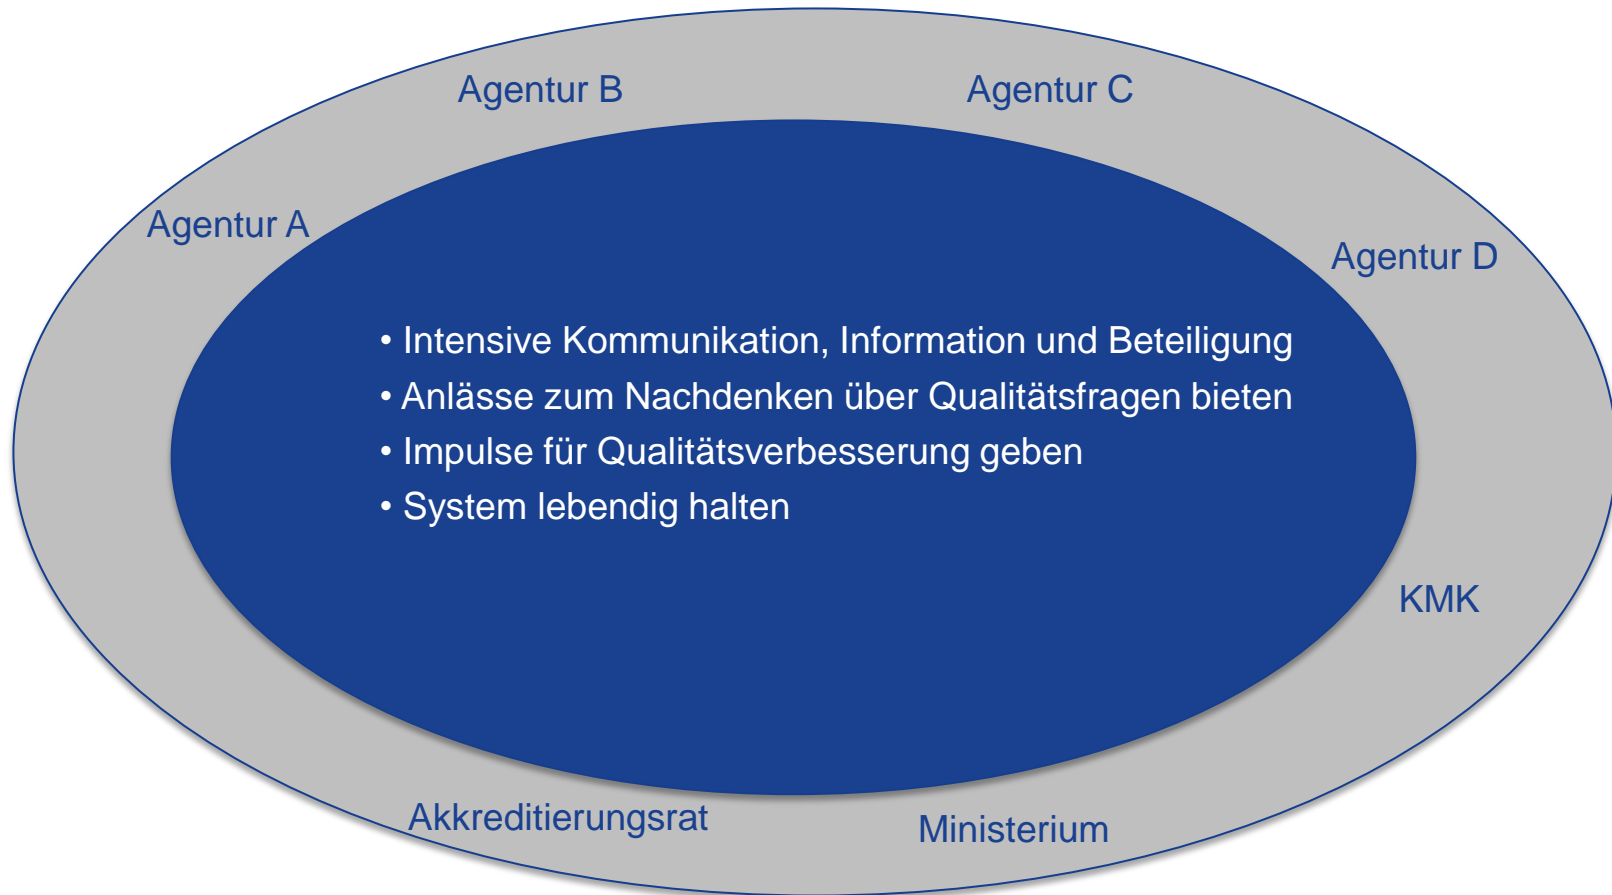 Agentur B
Agentur C
Agentur A
Agentur D
• Intensive Kommunikation, Information und Beteiligung
• Anlässe zum Nachdenken über Qualitätsfragen bieten
• Impulse für Qualitätsverbesserung geben
• System lebendig halten
KMK
Akkreditierungsrat
Ministerium